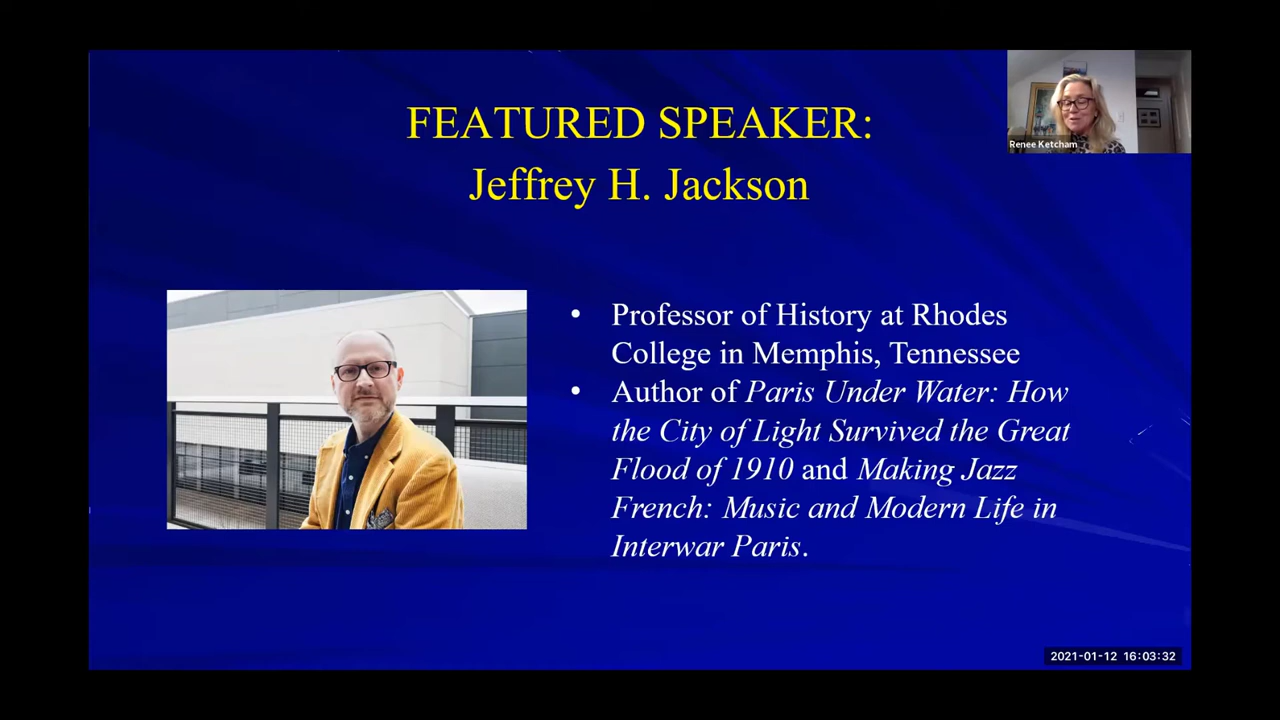 FEATURED SPEAKER:
Jeffrey H. Jackson
Renee Ketcham
• Professor of History at Rhodes
College in Memphis, Tennessee
• Author of Paris Under Water: How
the City of Light Survived the Great
Flood of 1910 and Making Jazz
French: Music and Modern Life in
Interwar Paris.
2021-01-12 16:03:32